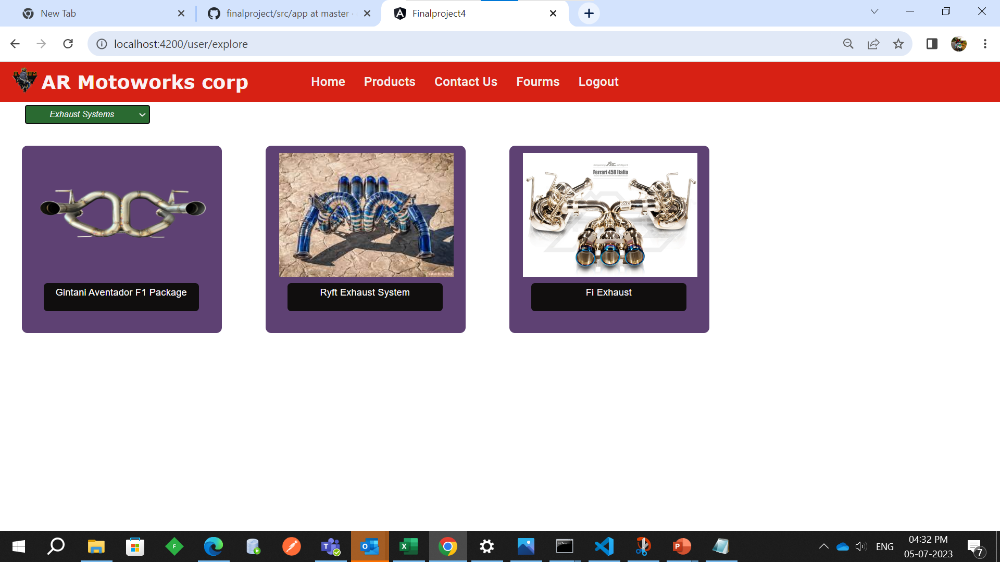 New Tab
finalproject/src/app at master
Finalproject4
localhost:4200/user/explore
AR Motoworks corp
Home
Products
Contact Us
Fourms
Logout
Exhaust Systems
Ferrari 458 Italia
Gintani Aventador F1 Package
Ryft Exhaust System
Fi Exhaust
ENG
04:32 PM
05-07-2023
7